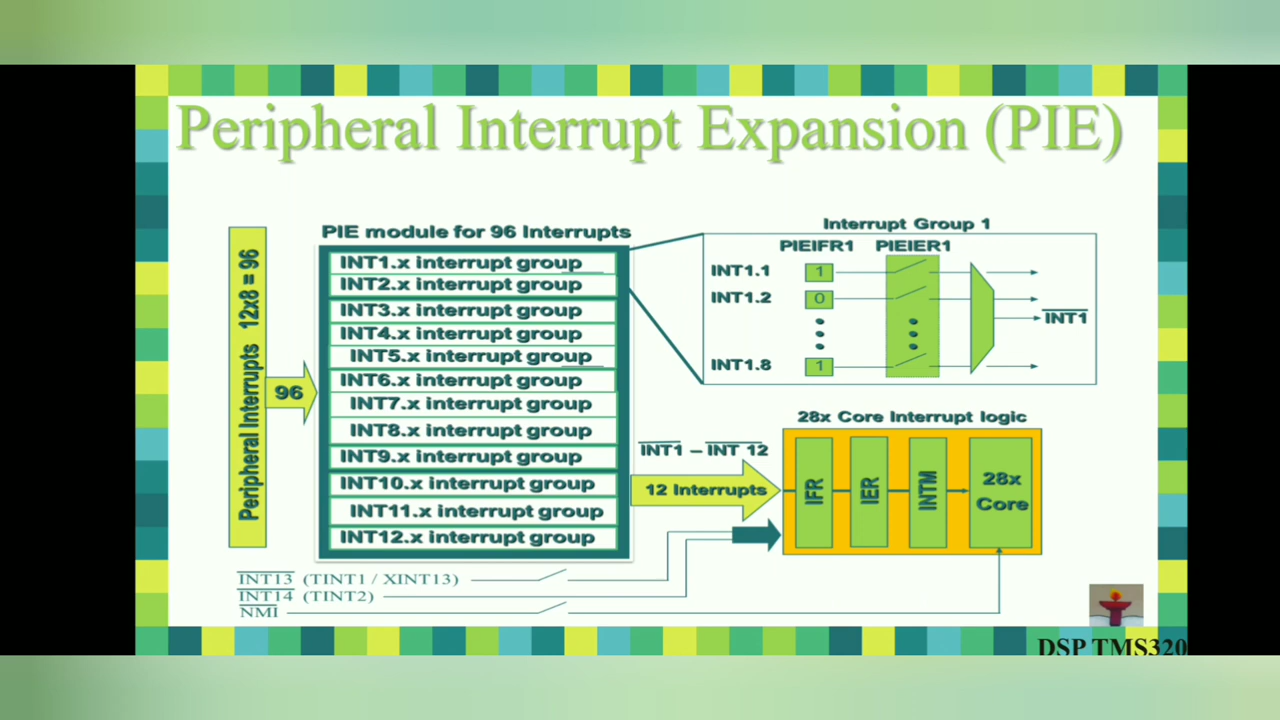 Peripheral Interrupt Expansion (PIE)
Peripheral Interrupts 12x8 = 96
96
PIE module for 96 Interrupts
INT1.x interrupt group
INT2.x interrupt group
INT3.x interrupt group
INT4.x interrupt group
INT5.x interrupt group
INT6.x interrupt group
INT7.x interrupt group
INT8.x interrupt group
INT9.x interrupt group
INT10.x interrupt group
INT11.x interrupt group
INT12.x interrupt group
Interrupt Group 1
PIEIFR1 PIEIER1
INT1.1 1
INT1.2 0
INT1
INT1.8 1
28x Core Interrupt logic
INT1 – INT 12
12 Interrupts
IFR
IER
INTM
28x
Core
INT13 (TINT1 / XINT13)
INT14 (TINT2)
NMI
DSP TMS320